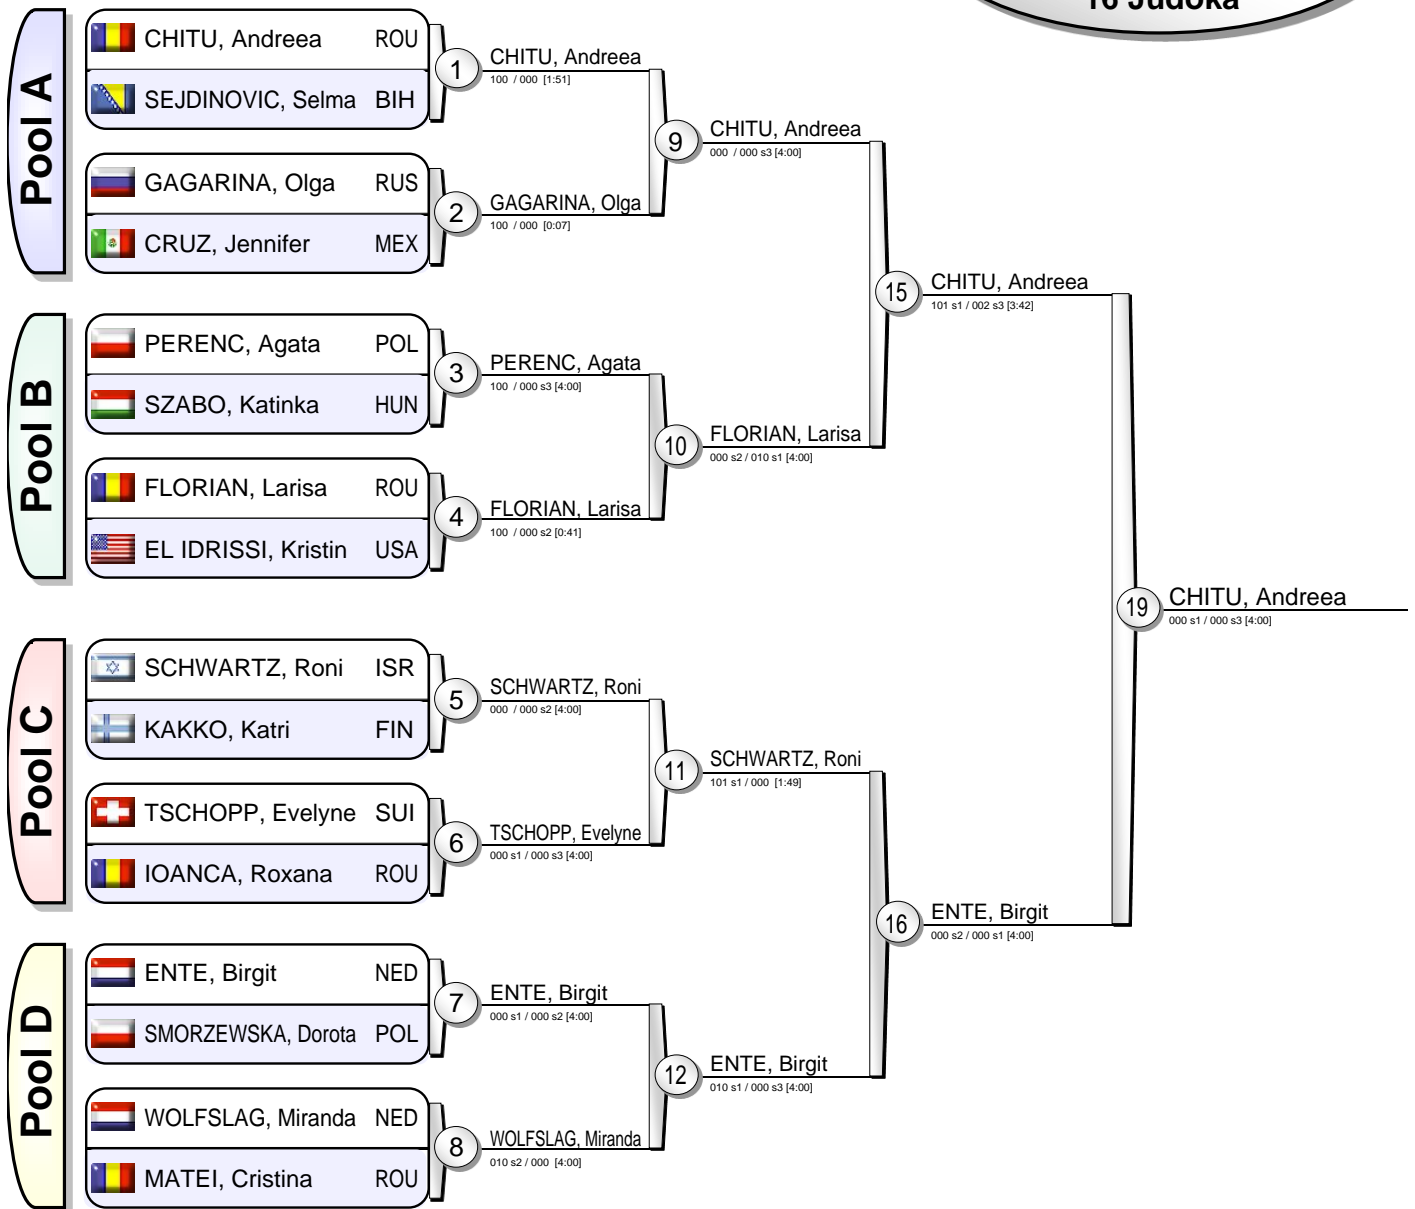 16 Judoka
Pool A
CHITU, Andreea ROU
SEJDINOVIC, Selma BIH
1
CHITU, Andreea
100 / 000 [1:51]
GAGARINA, Olga RUS
CRUZ, Jennifer MEX
2
GAGARINA, Olga
100 / 000 [0:07]
9
CHITU, Andreea
000 / 000 s3 [4:00]
Pool B
PERENC, Agata POL
SZABO, Katinka HUN
3
PERENC, Agata
100 / 000 s3 [4:00]
FLORIAN, Larisa ROU
EL IDRISSI, Kristin USA
4
FLORIAN, Larisa
100 / 000 s2 [0:41]
10
FLORIAN, Larisa
000 s2 / 010 s1 [4:00]
15
CHITU, Andreea
101 s1 / 002 s3 [3:42]
Pool C
SCHWARTZ, Roni ISR
KAKKO, Katri FIN
5
SCHWARTZ, Roni
000 / 000 s2 [4:00]
TSCHOPP, Evelyne SUI
IOANCA, Roxana ROU
6
TSCHOPP, Evelyne
000 s1 / 000 s3 [4:00]
11
SCHWARTZ, Roni
101 s1 / 000 [1:49]
Pool D
ENTE, Birgit NED
SMORZEWSKA, Dorota POL
7
ENTE, Birgit
000 s1 / 000 s2 [4:00]
WOLFSLAG, Miranda NED
MATEI, Cristina ROU
8
WOLFSLAG, Miranda
010 s2 / 000 [4:00]
12
ENTE, Birgit
010 s1 / 000 s3 [4:00]
16
ENTE, Birgit
000 s2 / 000 s1 [4:00]
19
CHITU, Andreea
000 s1 / 000 s3 [4:00]